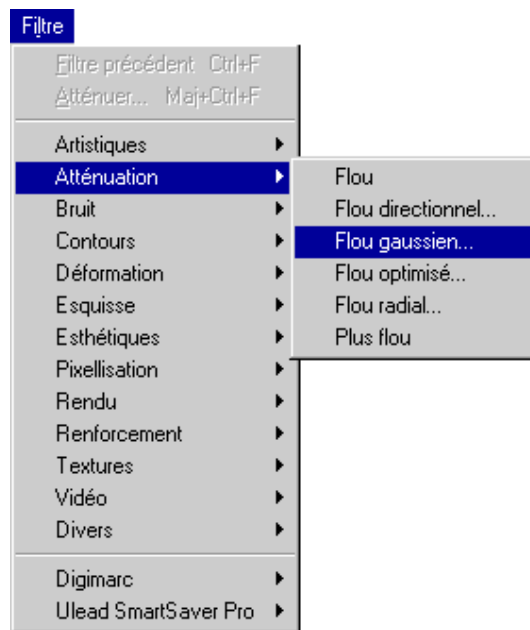 Filtre
Filtre précédent Ctrl+F
Atténuer... Maj+Ctrl+F
Artistiques
Atténuation
Bruit
Contours
Déformation
Esquisse
Esthétiques
Pixellisation
Rendu
Renforcement
Textures
Vidéo
Divers
Digimarc
Ulead SmartSaver Pro
Flou
Flou directionnel...
Flou gaussien...
Flou optimisé...
Flou radial...
Plus flou